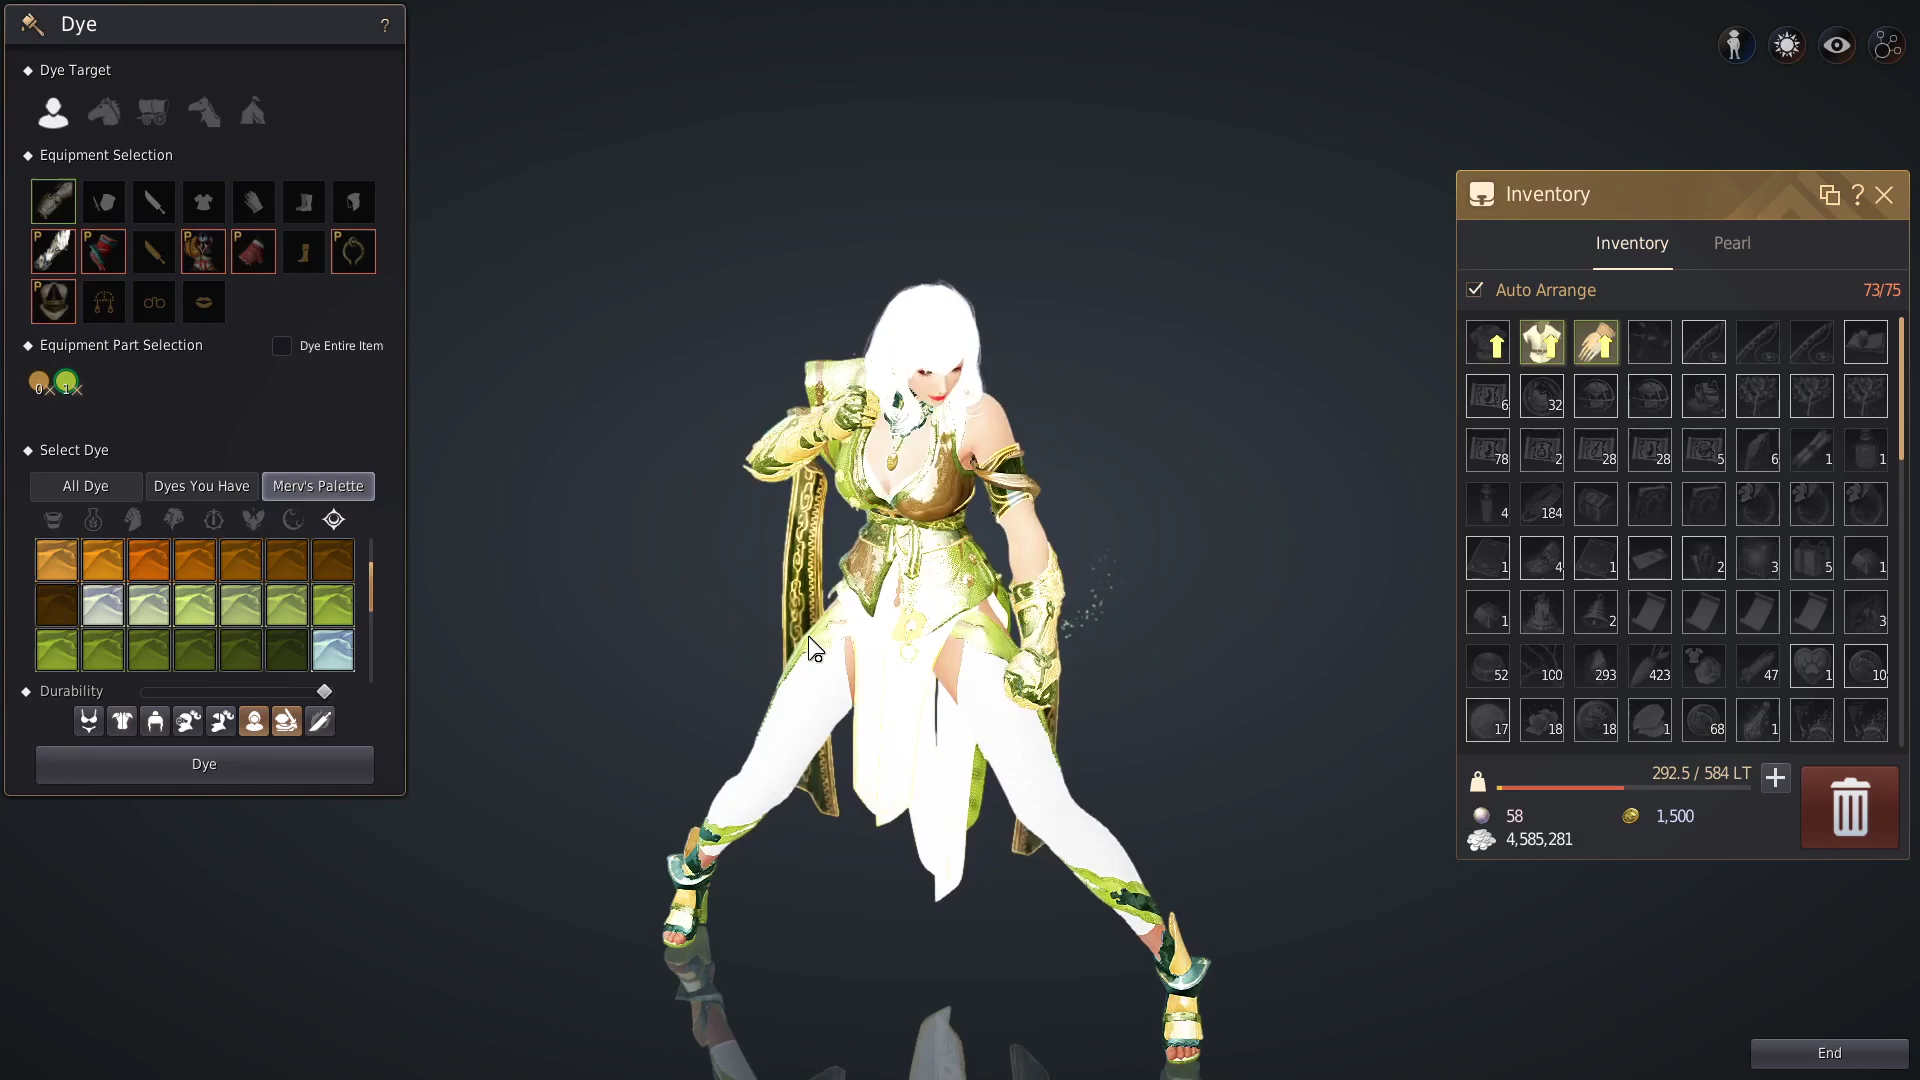 Dye
?
Dye Target
Equipment Selection
P P P P P
P
Equipment Part Selection
Dye Entire Item
0 1
Select Dye
All Dye Dyes You Have Merv's Palette
Durability
Dye
Inventory
?
Inventory Pearl
Auto Arrange 73/75
6 32
78 2 28 28 5 6 1 1
4 184
1 4 1 2 3 5 1
1 2 3
52 100 293 423 47 1 10
17 18 18 1 68 1
292.5 / 584 LT
58 1,500
4,585,281
End